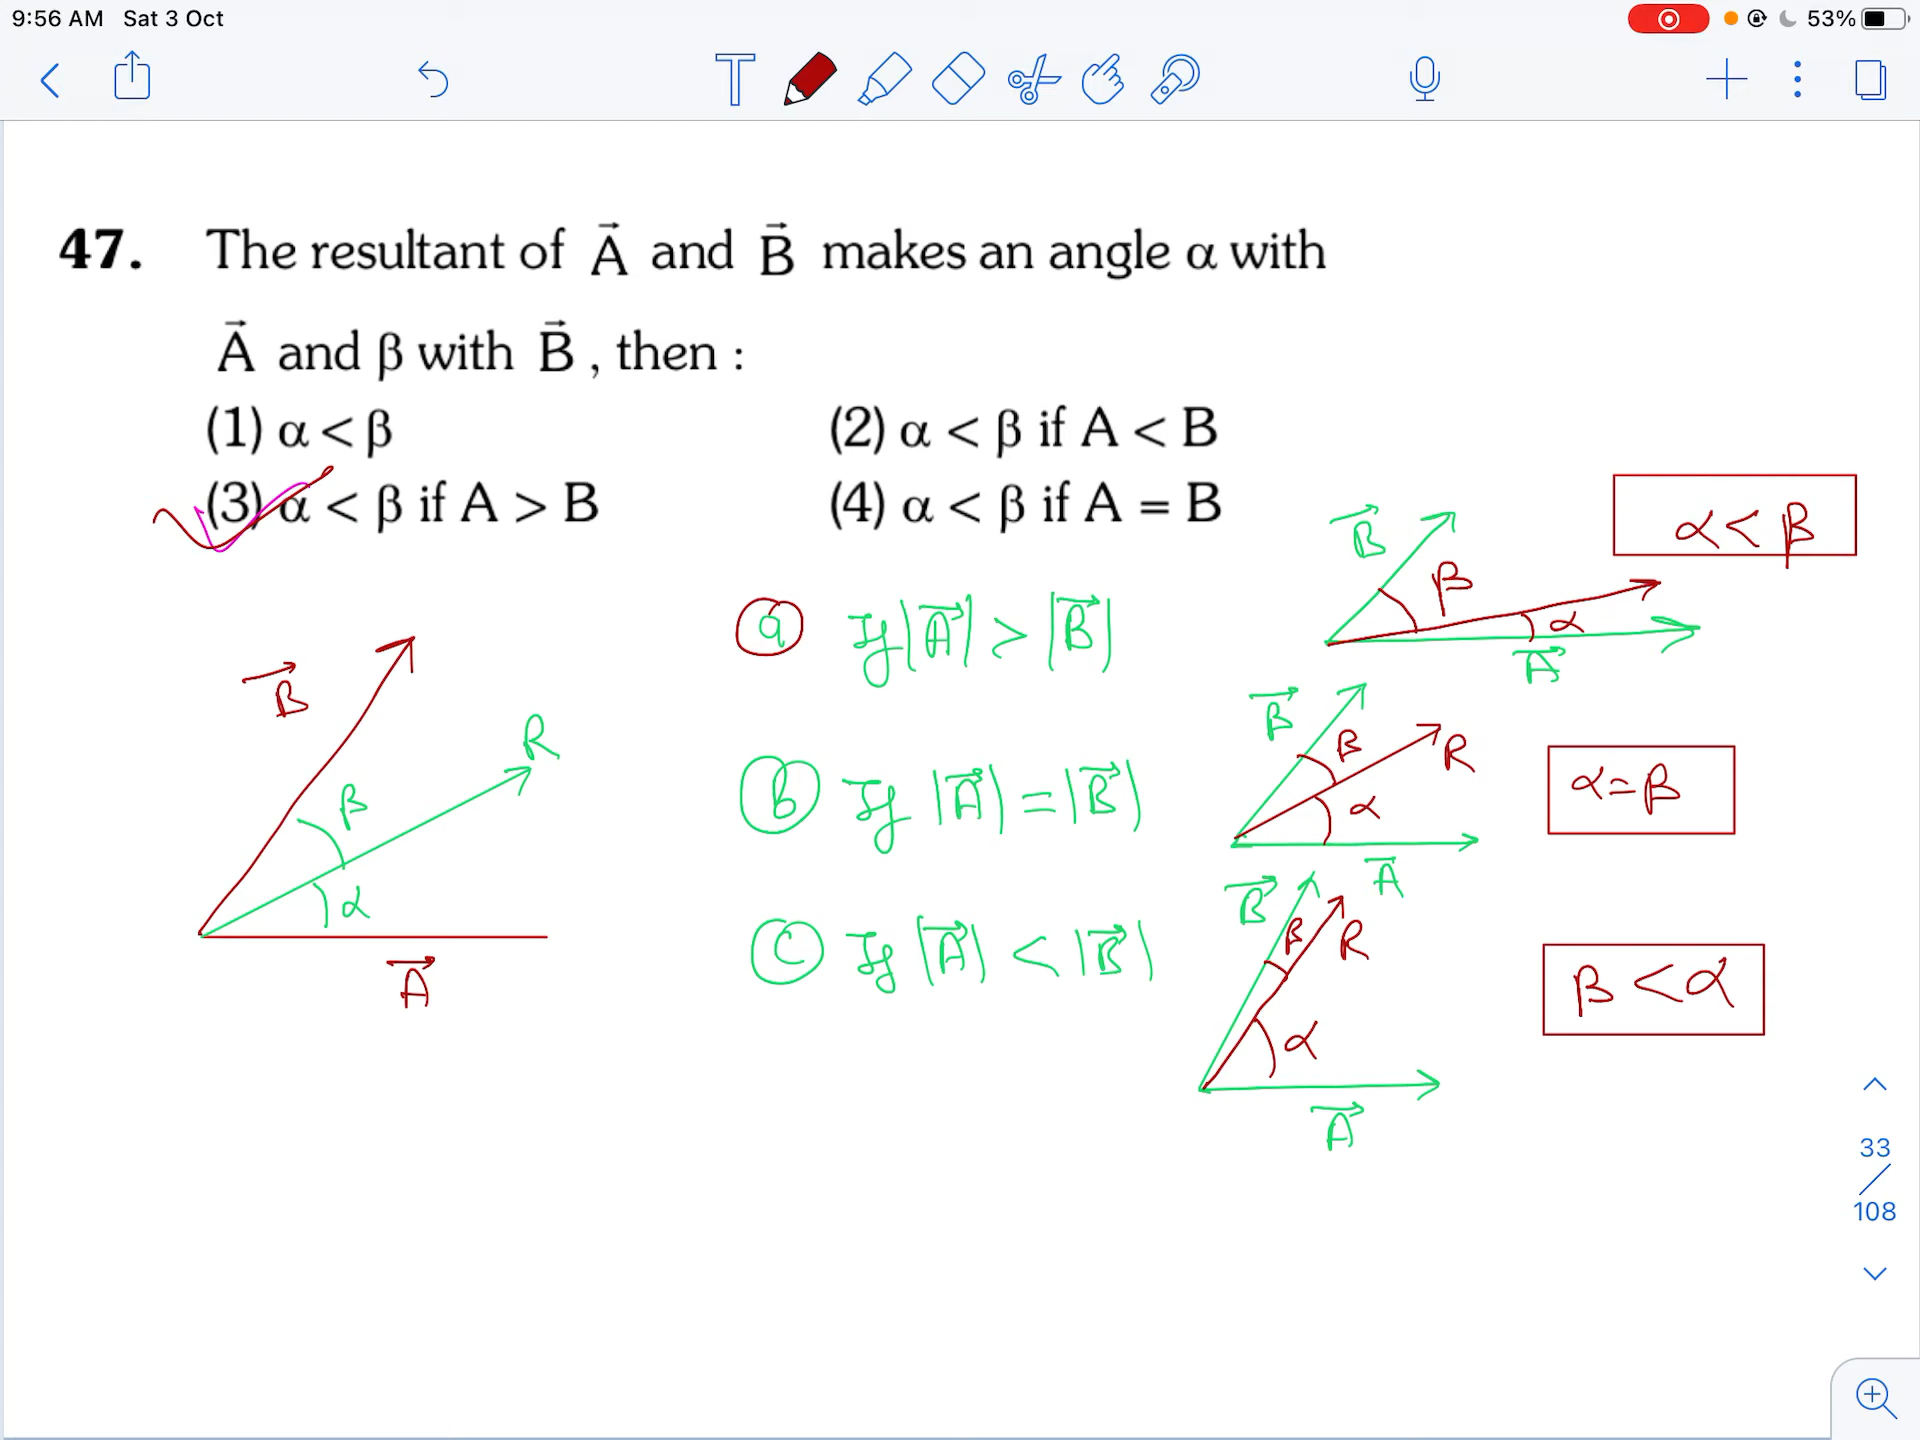 9:56 AM Sat 3 Oct
53%
47. The resultant of A⃗ and B⃗ makes an angle α with
A⃗ and β with B⃗ , then :
(1) α < β
(2) α < β if A < B
(3) α < β if A > B
(4) α < β if A = B
B⃗
R
β
α
A⃗
a If |A⃗| > |B⃗|
B⃗
β
α
A⃗
α < β
b If |A⃗| = |B⃗|
B⃗
β
R
α
A⃗
α = β
c If |A⃗| < |B⃗|
B⃗
β
R
α
A⃗
β < α
33
/
108